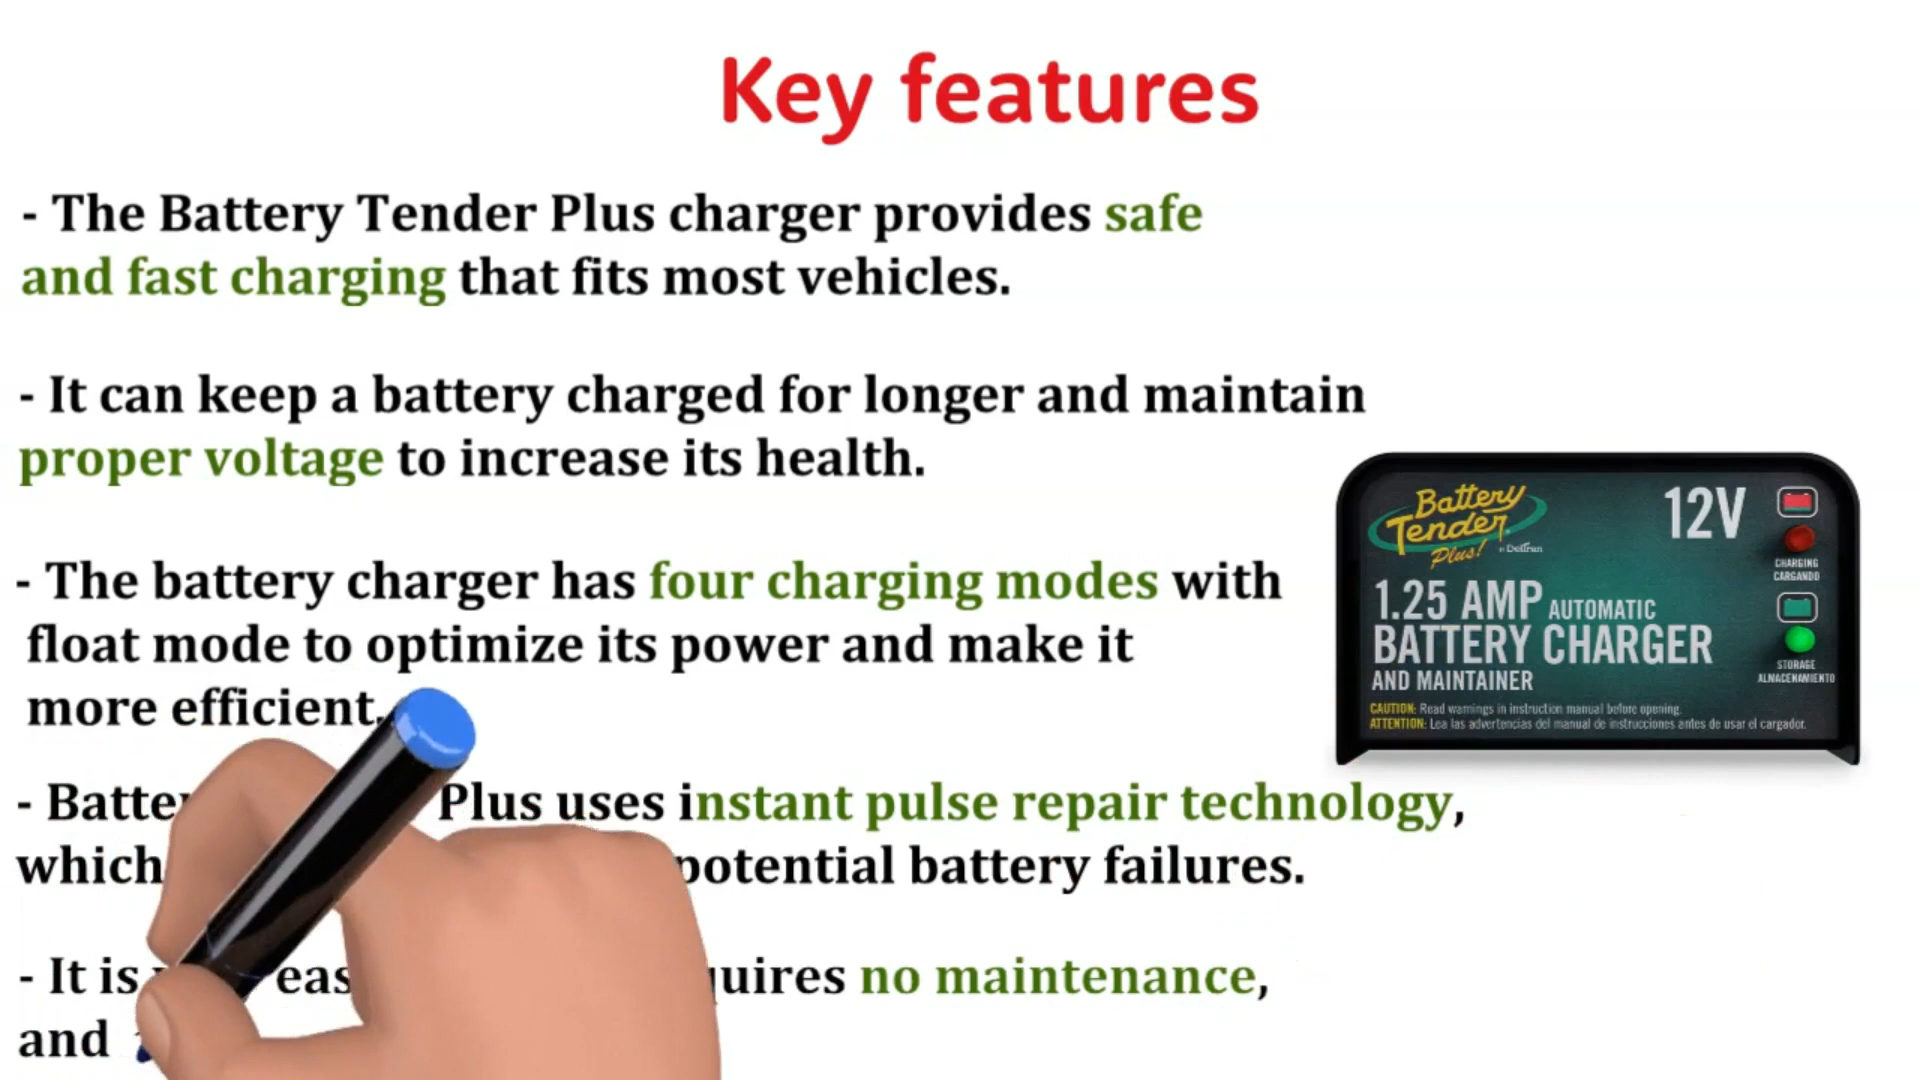 Key features
- The Battery Tender Plus charger provides safe
and fast charging that fits most vehicles.
- It can keep a battery charged for longer and maintain
proper voltage to increase its health.
- The battery charger has four charging modes with
float mode to optimize its power and make it
more efficient.
- Plus uses instant pulse repair technology,
which potential battery failures.
- It is no maintenance,
and
Battery
Tender
Plus!
by Deltran
12V
CHARGING
CARGANDO
1.25 AMP AUTOMATIC
BATTERY CHARGER
AND MAINTAINER
STORAGE
ALMACENAMIENTO
CAUTION: Read warnings in instruction manual before opening.
ATTENTION: Lea las advertencias del manual de instrucciones antes de usar el cargador.